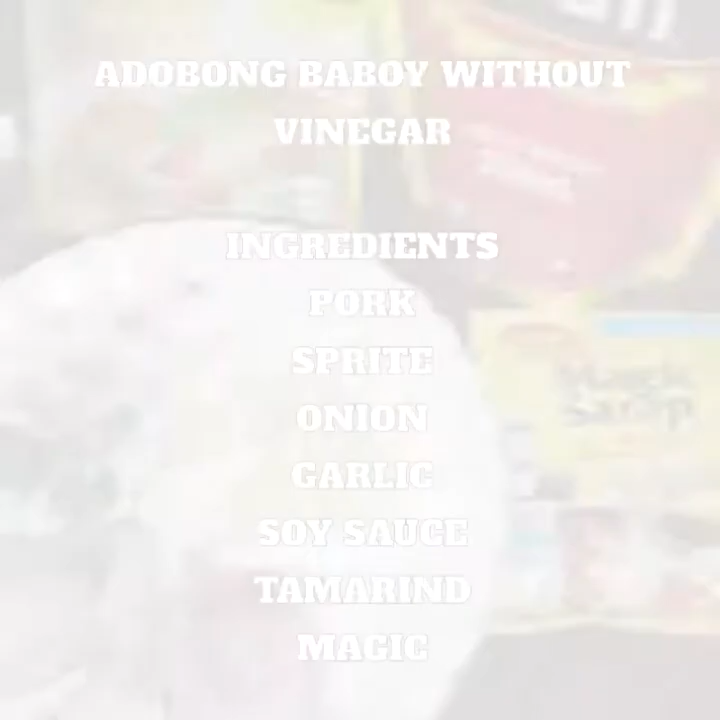 ADOBONG BABOY WITHOUT
VINEGAR
INGREDIENTS
PORK
SPRITE
ONION
GARLIC
SOY SAUCE
TAMARIND
MAGIC